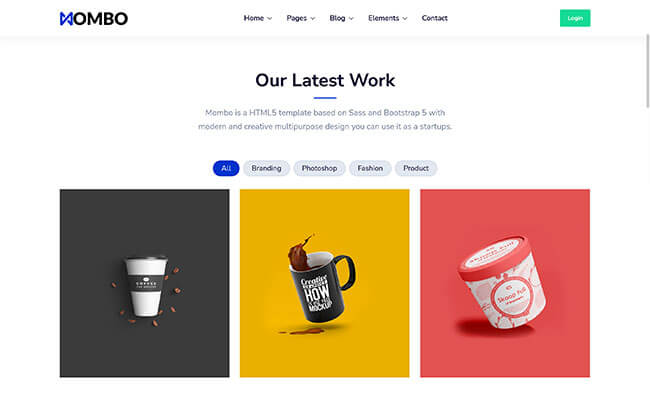 MOMBO
Home Pages Blog Elements Contact
Login
Our Latest Work
Mombo is a HTML5 template based on Sass and Bootstrap 5 with
modern and creative multipurpose design you can use it as a startups.
All Branding Photoshop Fashion Product
COFFEE
Creative
HOW
MOCKUP
Skoop Full